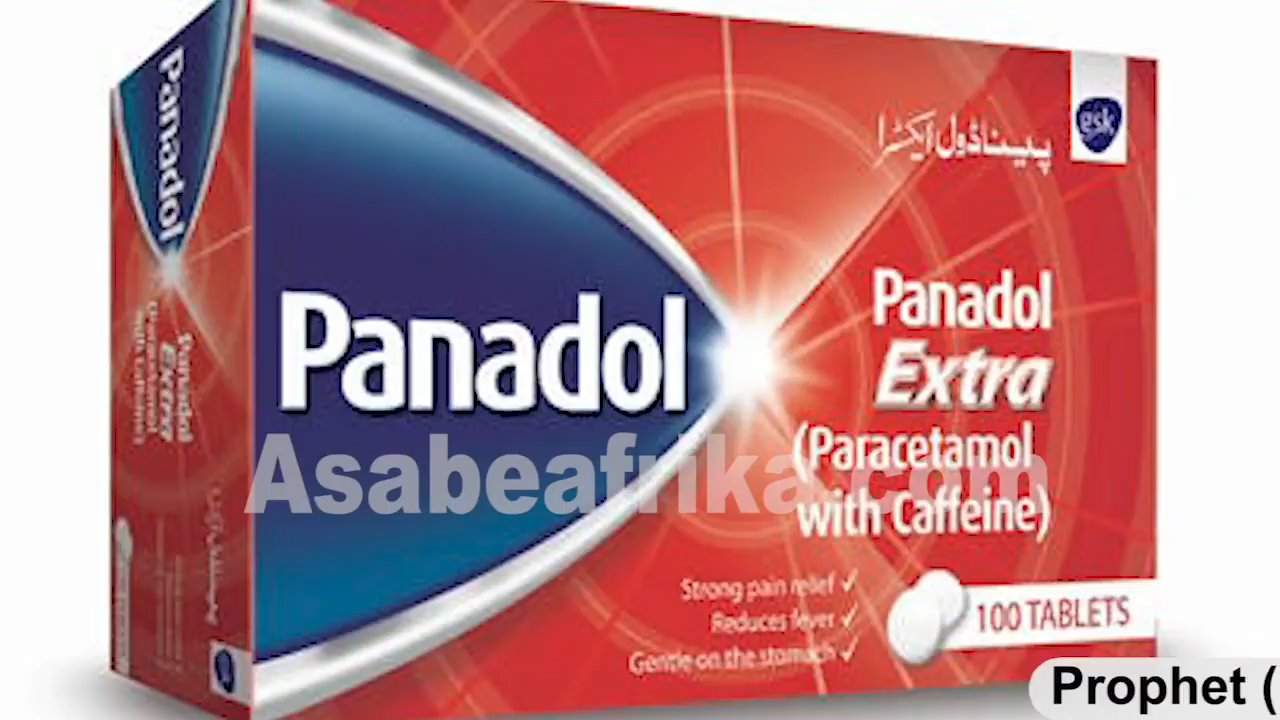 Panadol
Panadol
Extra
پیناڈول ایکسٹرا
gsk
Panadol
Extra
(Paracetamol
with Caffeine)
Asabeafrika.com
Strong pain relief ✓
Reduces fever ✓
Gentle on the stomach ✓
100 TABLETS
Prophet (